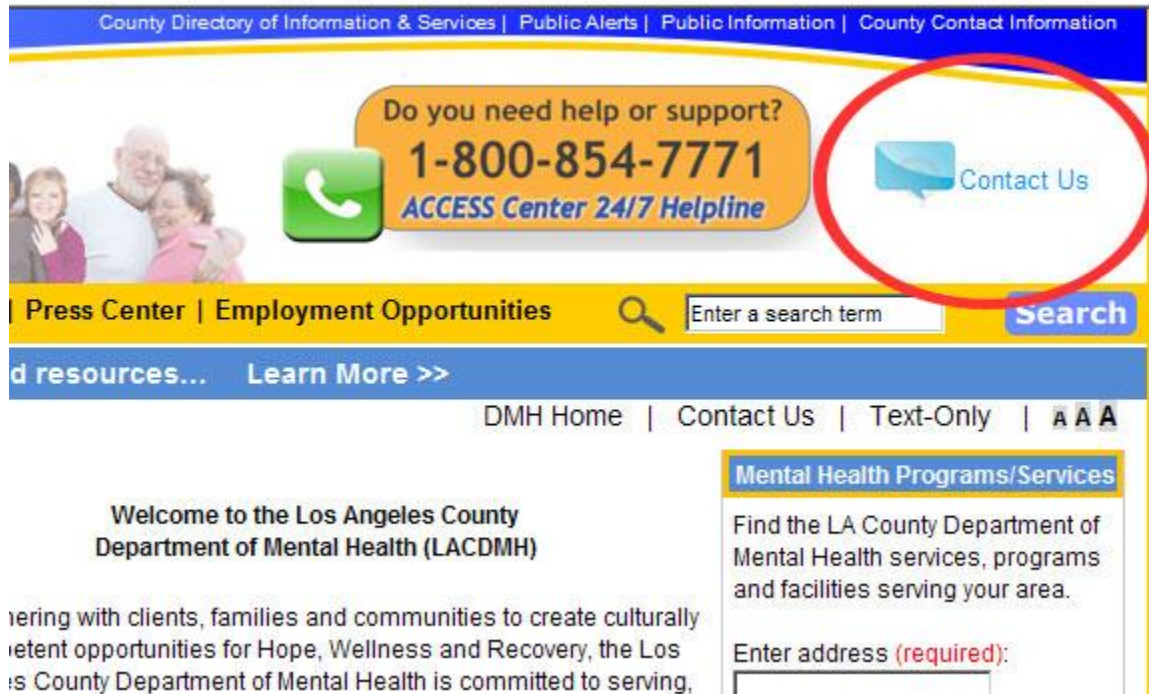 County Directory of Information & Services | Public Alerts | Public Information | County Contact Information
Do you need help or support?
1-800-854-7771
ACCESS Center 24/7 Helpline
Contact Us
| Press Center | Employment Opportunities
Enter a search term
Search
d resources... Learn More >>
DMH Home | Contact Us | Text-Only | A A A
Mental Health Programs/Services
Welcome to the Los Angeles County
Department of Mental Health (LACDMH)
Find the LA County Department of
Mental Health services, programs
and facilities serving your area.
nering with clients, families and communities to create culturally
petent opportunities for Hope, Wellness and Recovery, the Los
es County Department of Mental Health is committed to serving,
Enter address (required):